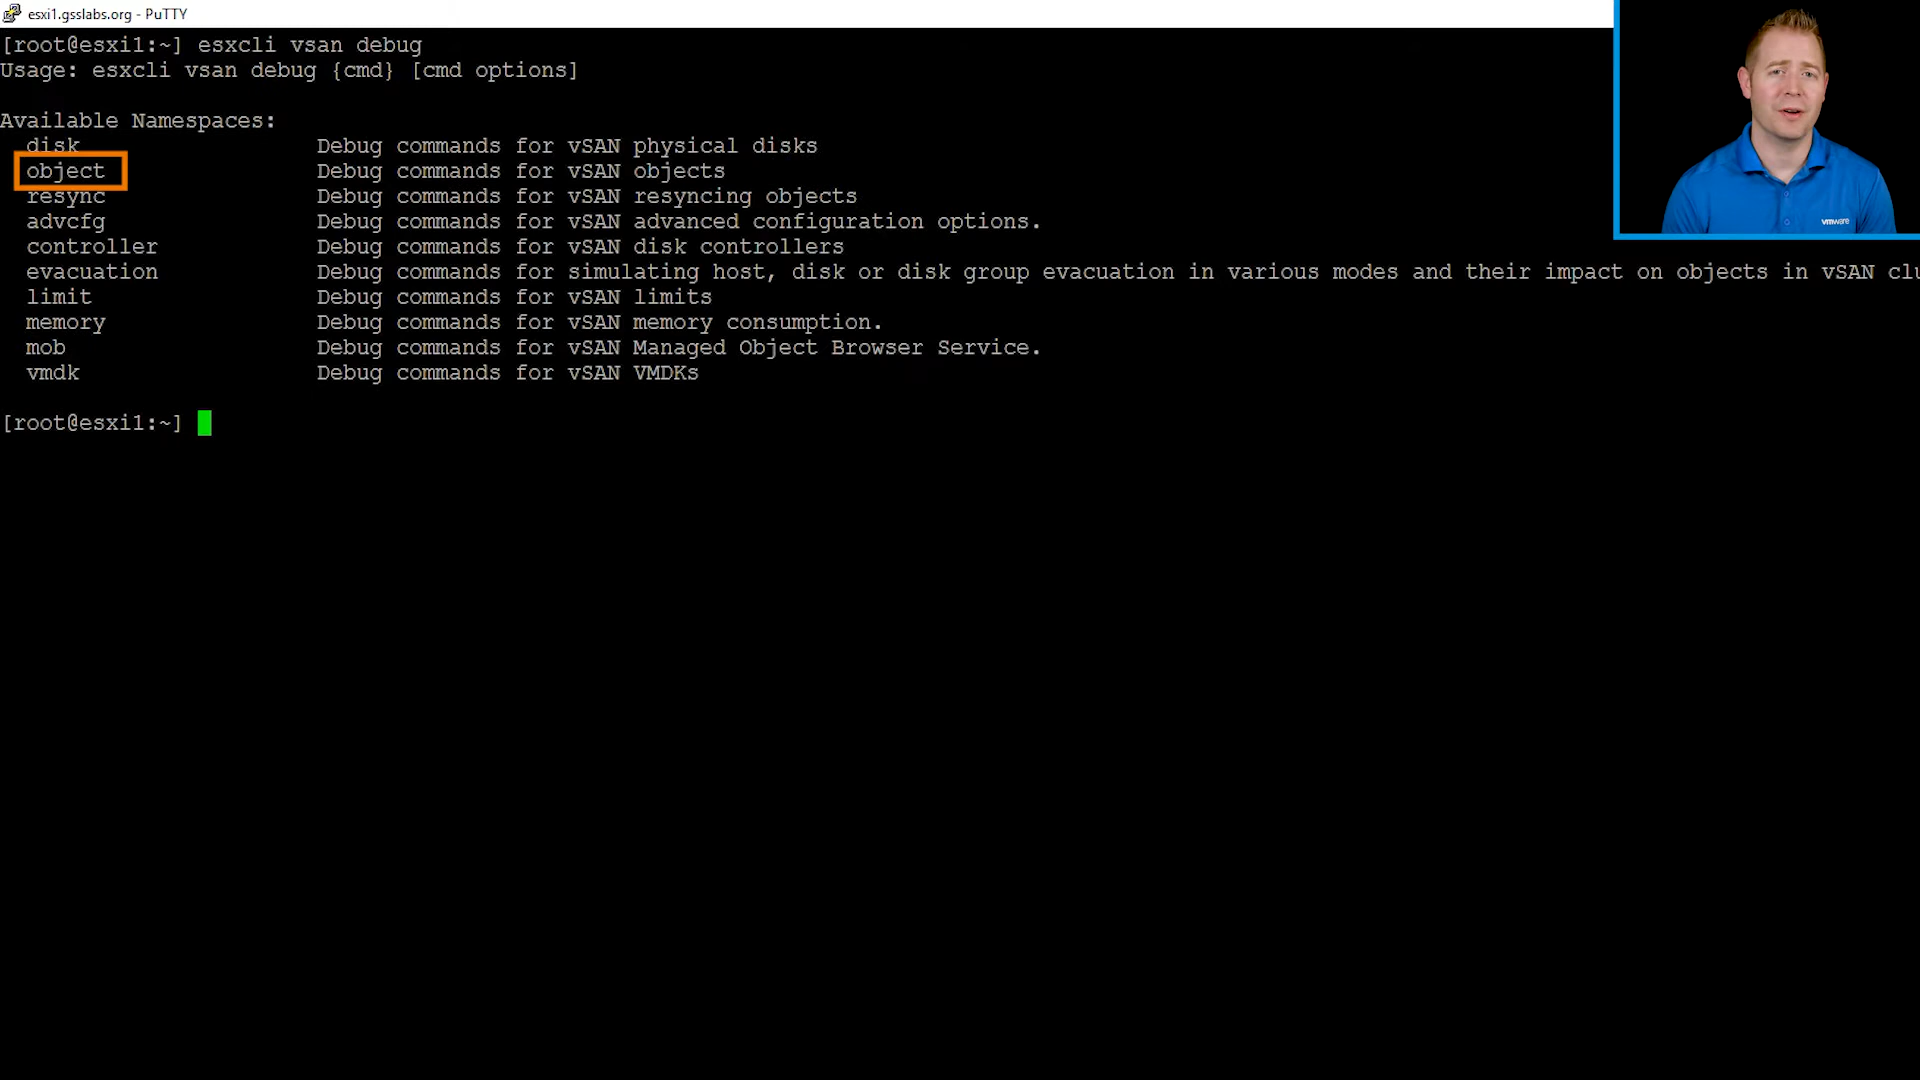 esxi1.gsslabs.org - PuTTY
[root@esxi1:~] esxcli vsan debug
Usage: esxcli vsan debug {cmd} [cmd options]
Available Namespaces:
disk Debug commands for vSAN physical disks
object Debug commands for vSAN objects
resync Debug commands for vSAN resyncing objects
advcfg Debug commands for vSAN advanced configuration options.
controller Debug commands for vSAN disk controllers
evacuation Debug commands for simulating host, disk or disk group evacuation in various modes and their impact on objects in vSAN clu
limit Debug commands for vSAN limits
memory Debug commands for vSAN memory consumption.
mob Debug commands for vSAN Managed Object Browser Service.
vmdk Debug commands for vSAN VMDKs
[root@esxi1:~]
vmware